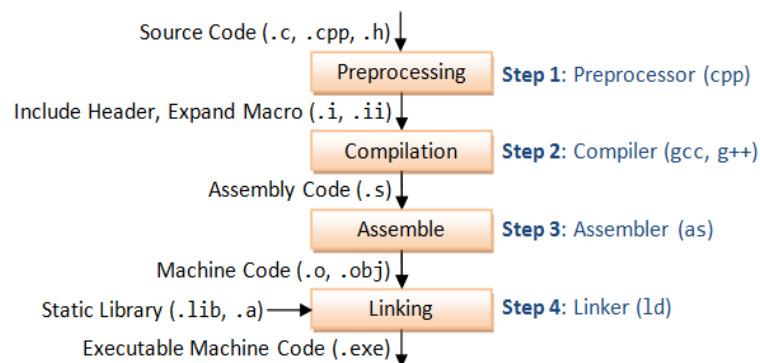 Source Code (.c, .cpp, .h)
Preprocessing
Step 1: Preprocessor (cpp)
Include Header, Expand Macro (.i, .ii)
Compilation
Step 2: Compiler (gcc, g++)
Assembly Code (.s)
Assemble
Step 3: Assembler (as)
Machine Code (.o, .obj)
Static Library (.lib, .a)
Linking
Step 4: Linker (ld)
Executable Machine Code (.exe)